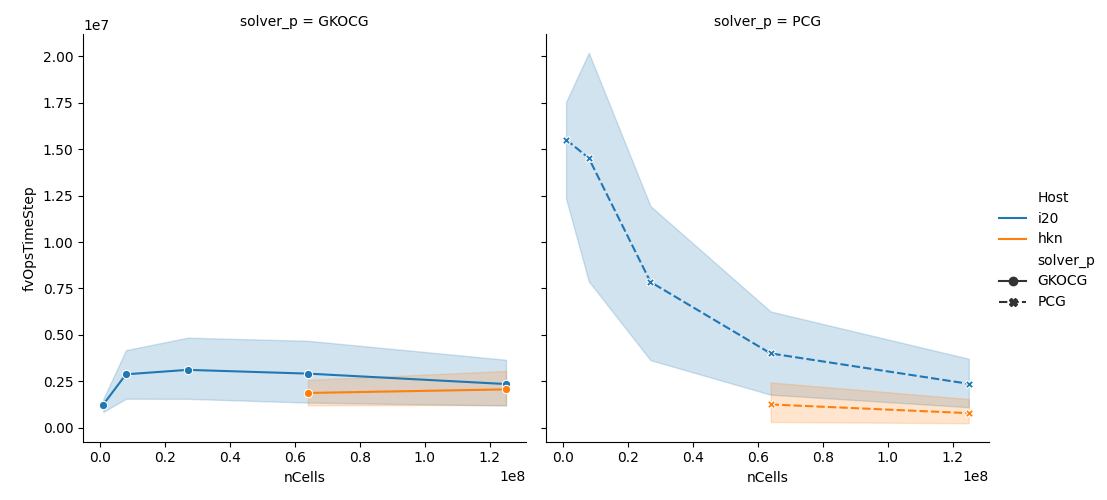 solver_p = GKOCG
solver_p = PCG
1e7
2.00
1.75
1.50
1.25
1.00
0.75
0.50
0.25
0.00
fvOpsTimeStep
0.0 0.2 0.4 0.6 0.8 1.0 1.2
1e8
nCells
0.0 0.2 0.4 0.6 0.8 1.0 1.2
1e8
nCells
Host
i20
hkn
solver_p
GKOCG
PCG